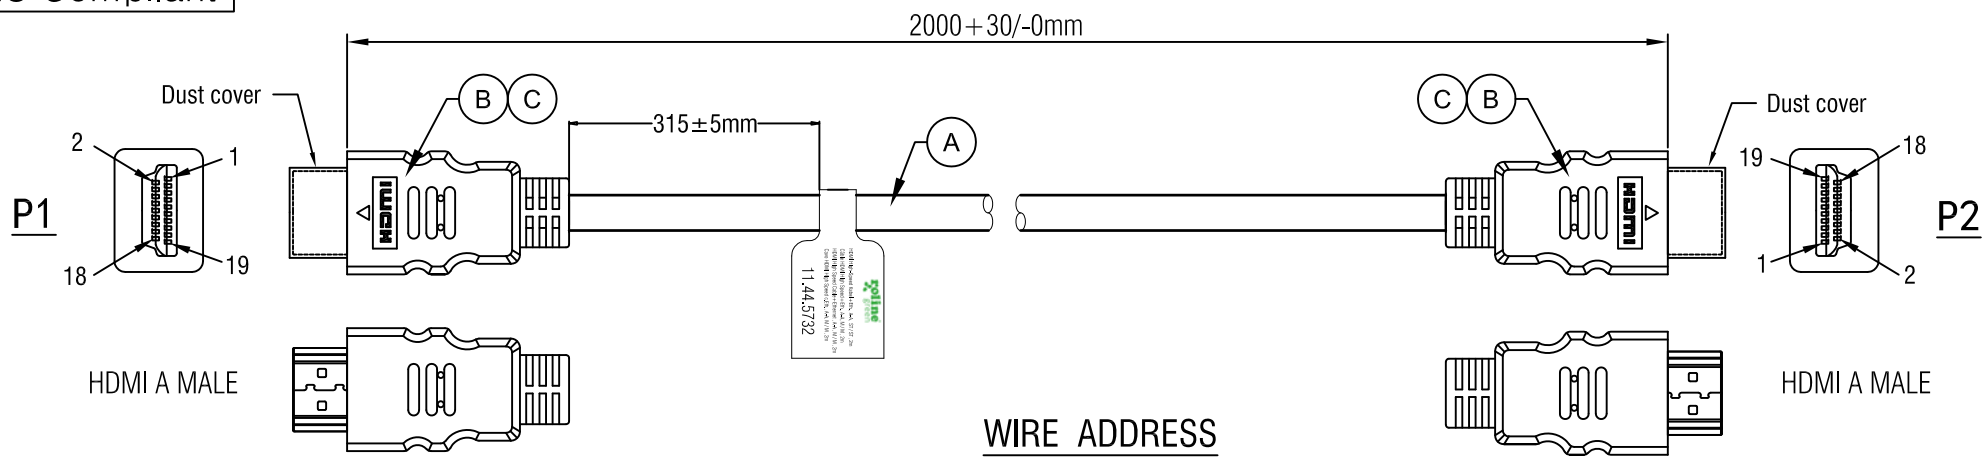 Compliant
2000+30/-0mm
Dust cover
B C
315±5mm
A
C B
Dust cover
2
1
19
18
P1
P2
HDMI
HDMI
18
19
1
2
roline
green
11.44.5732
HDMI A MALE
HDMI A MALE
WIRE ADDRESS